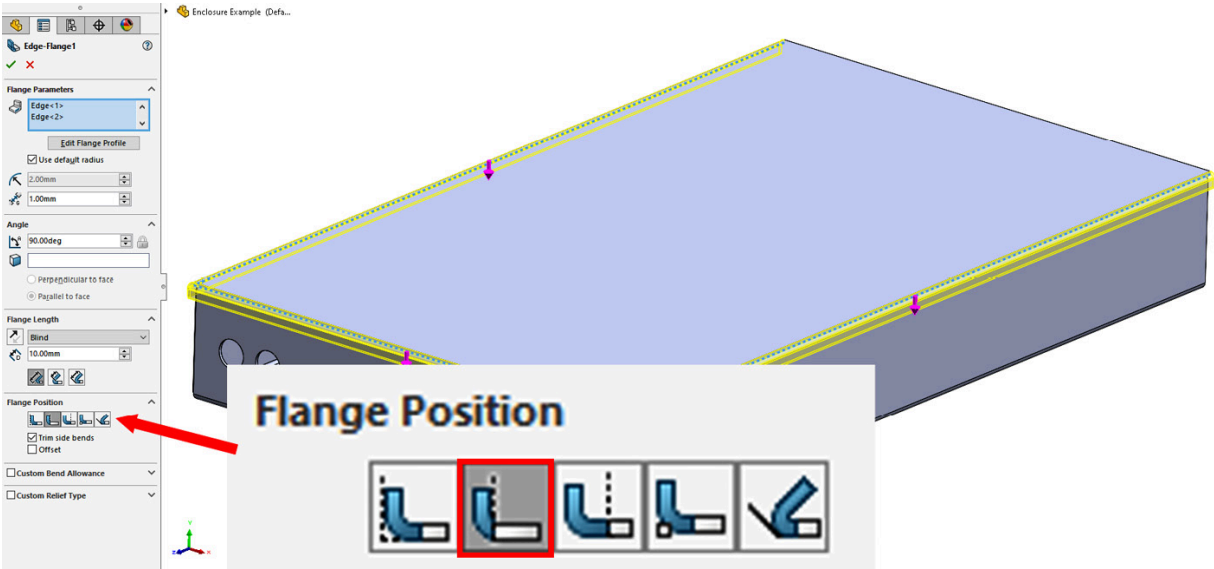 Enclosure Example (Defa...
Edge-Flange1
Flange Parameters
Edge<1>
Edge<2>
Edit Flange Profile
Use default radius
2.00mm
1.00mm
Angle
90.00deg
Perpendicular to face
Parallel to face
Flange Length
Blind
10.00mm
Flange Position
Trim side bends
Offset
Custom Bend Allowance
Custom Relief Type
Flange Position
Y